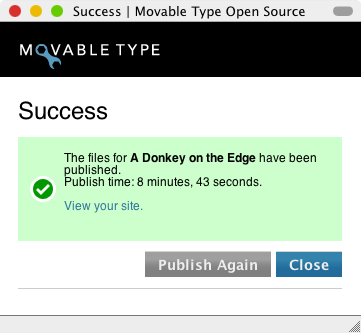 Success | Movable Type Open Source
MOVABLE TYPE
Success
The files for A Donkey on the Edge have been
published.
Publish time: 8 minutes, 43 seconds.
View your site.
Publish Again
Close